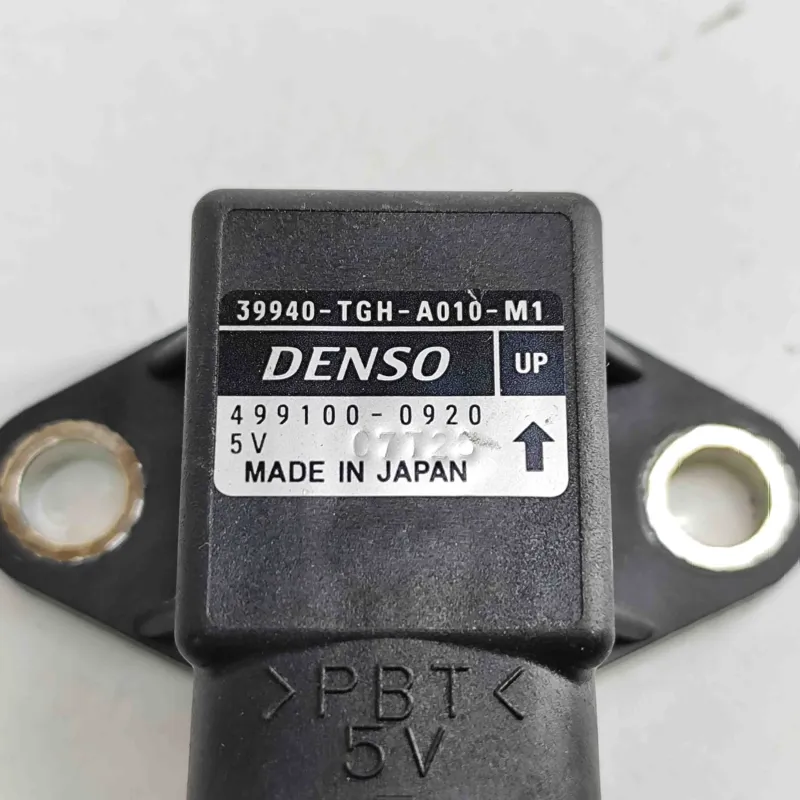 39940-TGH-A010-M1
DENSO UP
499100-0920
5V
MADE IN JAPAN
>PBT<
5V